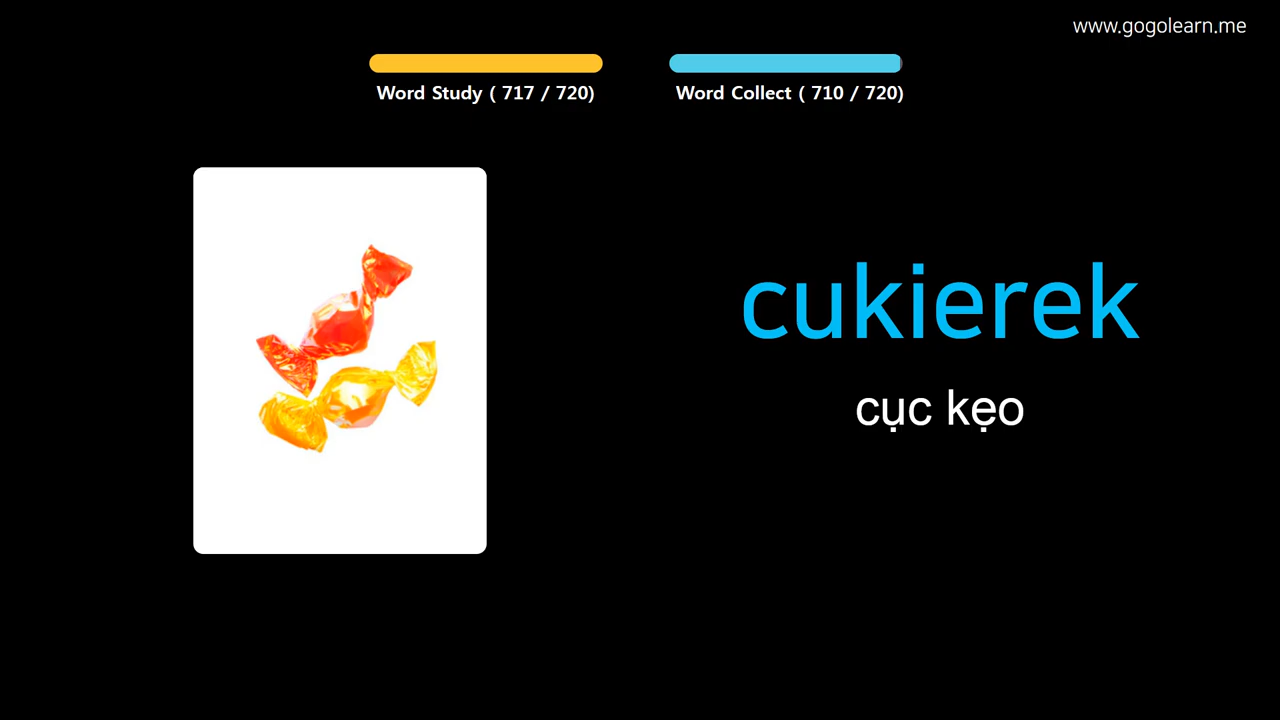 www.gogolearn.me
Word Study ( 717 / 720)
Word Collect ( 710 / 720)
cukierek
cục kẹo